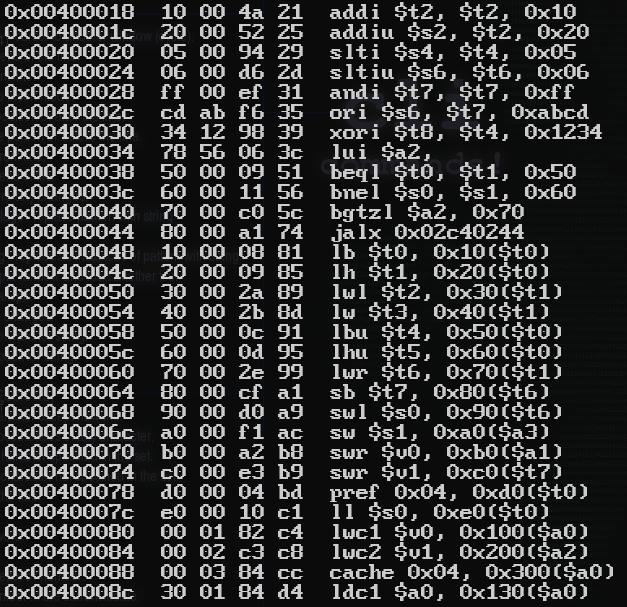 0x00400018 10 00 4a 21 addi $t2, $t2, 0x10
0x0040001c 20 00 52 25 addiu $s2, $t2, 0x20
0x00400020 05 00 94 29 slti $s4, $t4, 0x05
0x00400024 06 00 d6 2d sltiu $s6, $t6, 0x06
0x00400028 ff 00 ef 31 andi $t7, $t7, 0xff
0x0040002c cd ab f6 35 ori $s6, $t7, 0xabcd
0x00400030 34 12 98 39 xori $t8, $t4, 0x1234
0x00400034 78 56 06 3c lui $a2,
0x00400038 50 00 09 51 beql $t0, $t1, 0x50
0x0040003c 60 00 11 56 bnel $s0, $s1, 0x60
0x00400040 70 00 c0 5c bgtzl $a2, 0x70
0x00400044 80 00 a1 74 jalx 0x02c40244
0x00400048 10 00 08 81 lb $t0, 0x10($t0)
0x0040004c 20 00 09 85 lh $t1, 0x20($t0)
0x00400050 30 00 2a 89 lwl $t2, 0x30($t1)
0x00400054 40 00 2b 8d lw $t3, 0x40($t1)
0x00400058 50 00 0c 91 lbu $t4, 0x50($t0)
0x0040005c 60 00 0d 95 lhu $t5, 0x60($t0)
0x00400060 70 00 2e 99 lwr $t6, 0x70($t1)
0x00400064 80 00 cf a1 sb $t7, 0x80($t6)
0x00400068 90 00 d0 a9 swl $s0, 0x90($t6)
0x0040006c a0 00 f1 ac sw $s1, 0xa0($a3)
0x00400070 b0 00 a2 b8 swr $v0, 0xb0($a1)
0x00400074 c0 00 e3 b9 swr $v1, 0xc0($t7)
0x00400078 d0 00 04 bd pref 0x04, 0xd0($t0)
0x0040007c e0 00 10 c1 ll $s0, 0xe0($t0)
0x00400080 00 01 82 c4 lwc1 $v0, 0x100($a0)
0x00400084 00 02 c3 c8 lwc2 $v1, 0x200($a2)
0x00400088 00 03 84 cc cache 0x04, 0x300($a0)
0x0040008c 30 01 84 d4 ldc1 $a0, 0x130($a0)